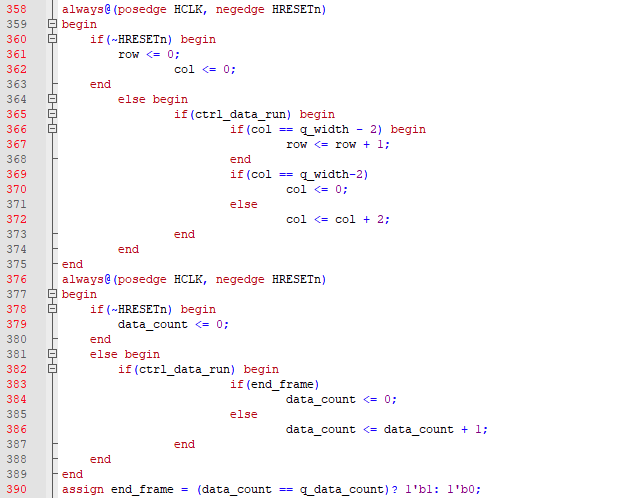 358 always@(posedge HCLK, negedge HRESETn)
359 begin
360 if(~HRESETn) begin
361 row <= 0;
362 col <= 0;
363 end
364 else begin
365 if(ctrl_data_run) begin
366 if(col == q_width - 2) begin
367 row <= row + 1;
368 end
369 if(col == q_width-2)
370 col <= 0;
371 else
372 col <= col + 2;
373 end
374 end
375 end
376 always@(posedge HCLK, negedge HRESETn)
377 begin
378 if(~HRESETn) begin
379 data_count <= 0;
380 end
381 else begin
382 if(ctrl_data_run) begin
383 if(end_frame)
384 data_count <= 0;
385 else
386 data_count <= data_count + 1;
387 end
388 end
389 end
390 assign end_frame = (data_count == q_data_count)? 1'b1: 1'b0;